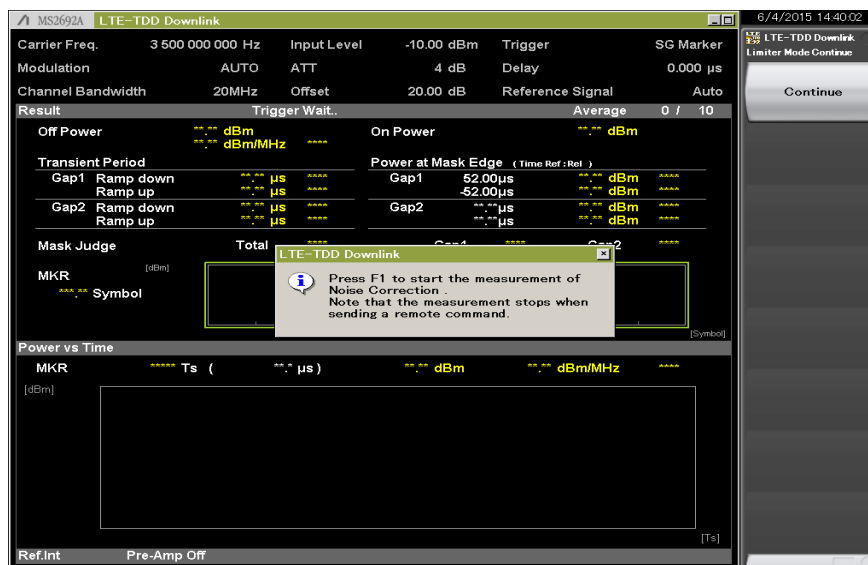 MS2692A LTE-TDD Downlink
6/4/2015 14:40:02
LTE-TDD Downlink
Limiter Mode Continue
Continue
Carrier Freq. 3 500 000 000 Hz Input Level -10.00 dBm Trigger SG Marker
Modulation AUTO ATT 4 dB Delay 0.000 µs
Channel Bandwidth 20MHz Offset 20.00 dB Reference Signal Auto
Result Trigger Wait.. Average 0 / 10
Off Power **.** dBm On Power **.** dBm
**.** dBm/MHz ****
Transient Period Power at Mask Edge ( Time Ref :Rel )
Gap1 Ramp down **.** µs **** Gap1 52.00µs **.** dBm ****
Ramp up **.** µs **** -52.00µs **.** dBm ****
Gap2 Ramp down **.** µs **** Gap2 **.**µs **.** dBm ****
Ramp up **.** µs **** **.**µs **.** dBm ****
Mask Judge Total **** Gap1 **** Gap2 ****
LTE-TDD Downlink
Press F1 to start the measurement of
Noise Correction .
Note that the measurement stops when
sending a remote command.
MKR [dBm]
***.** Symbol
[Symbol]
Power vs Time
MKR ***** Ts ( **.* µs ) **.** dBm **.** dBm/MHz ****
[dBm]
[Ts]
Ref.Int Pre-Amp Off